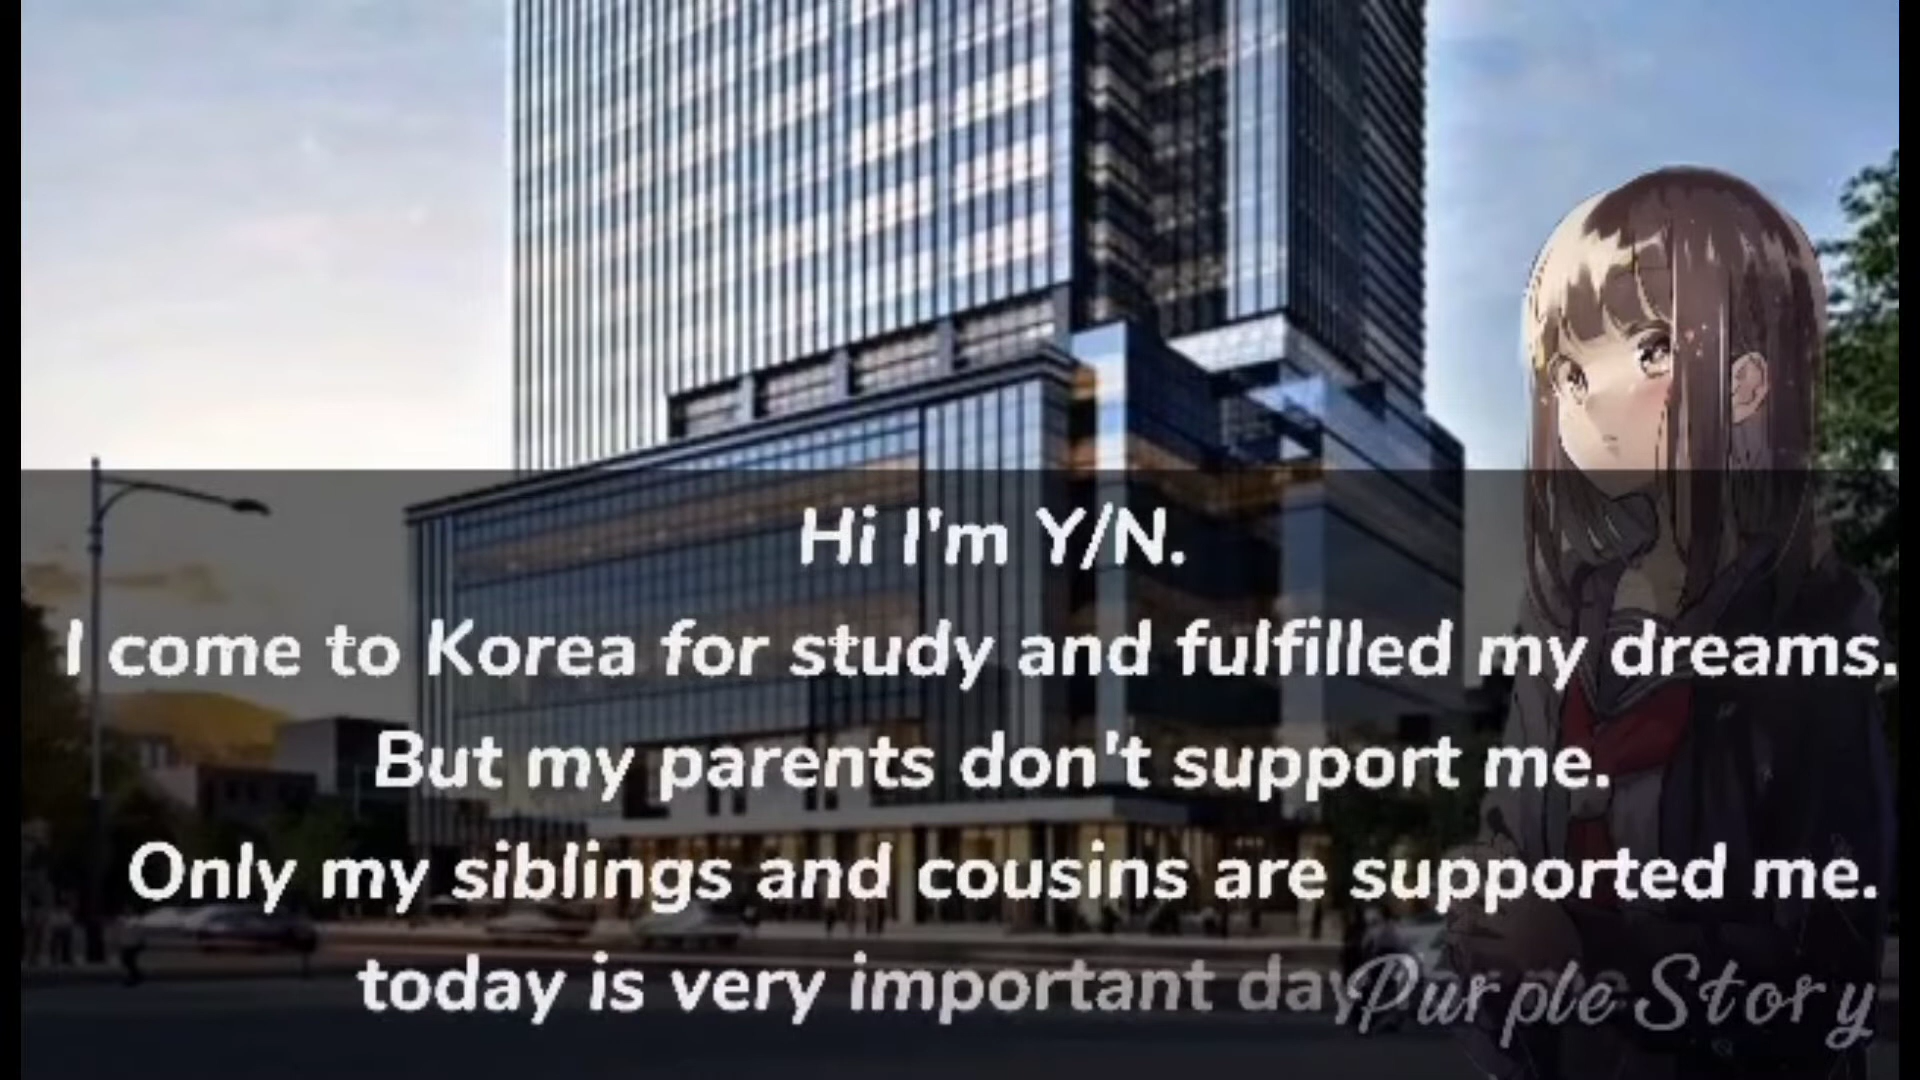 Hi I'm Y/N.
I come to Korea for study and fulfilled my dreams.
But my parents don't support me.
Only my siblings and cousins are supported me.
today is very important day
Purple Story